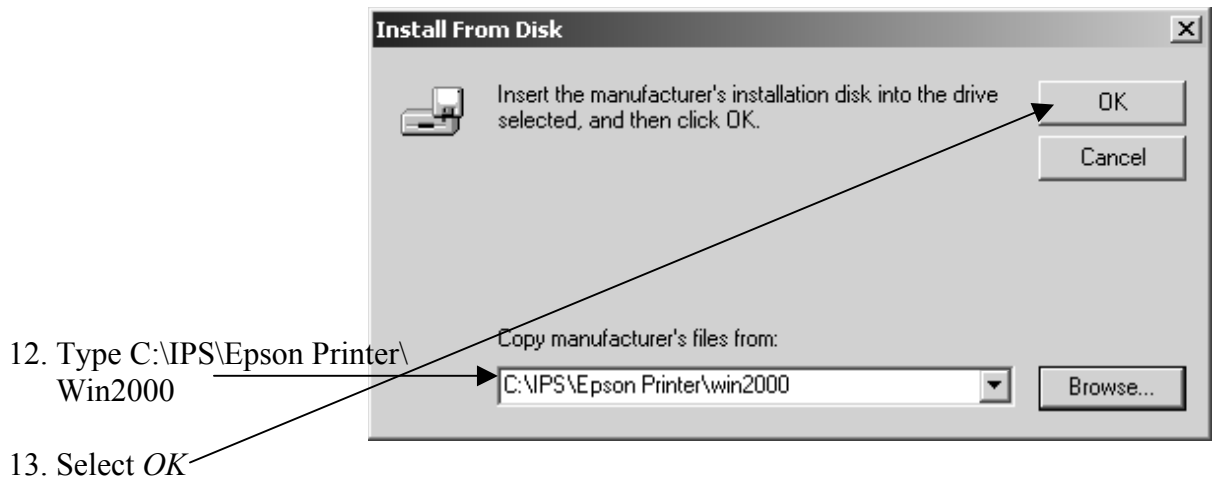 Install From Disk
Insert the manufacturer's installation disk into the drive
selected, and then click OK.
OK
Cancel
Copy manufacturer's files from:
12. Type C:\IPS\Epson Printer\
Win2000
C:\IPS\Epson Printer\win2000
Browse...
13. Select OK